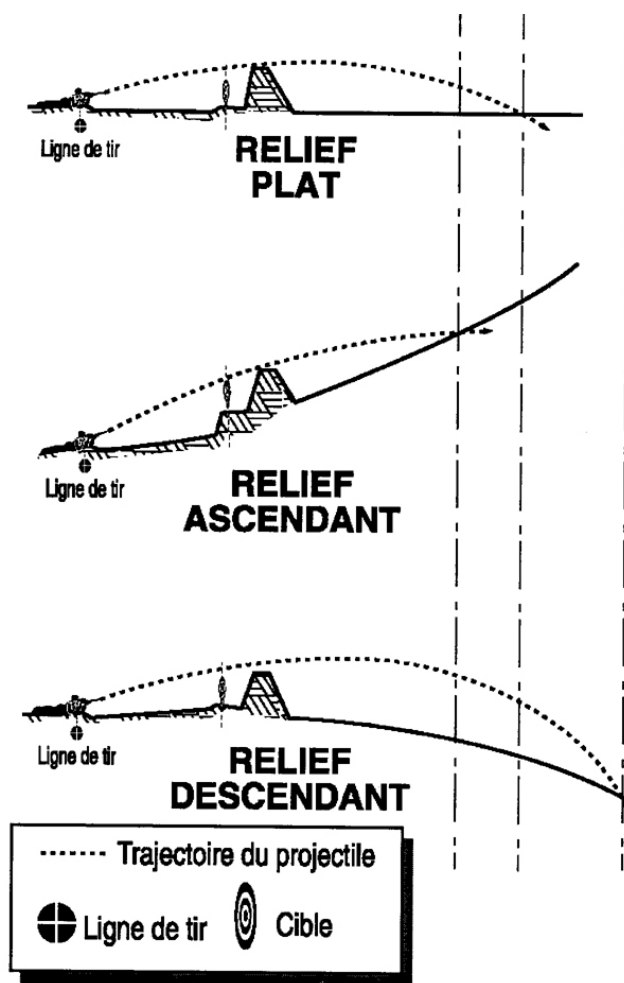 Ligne de tir
RELIEF
PLAT
Ligne de tir
RELIEF
ASCENDANT
Ligne de tir
RELIEF
DESCENDANT
Trajectoire du projectile
Ligne de tir
Cible